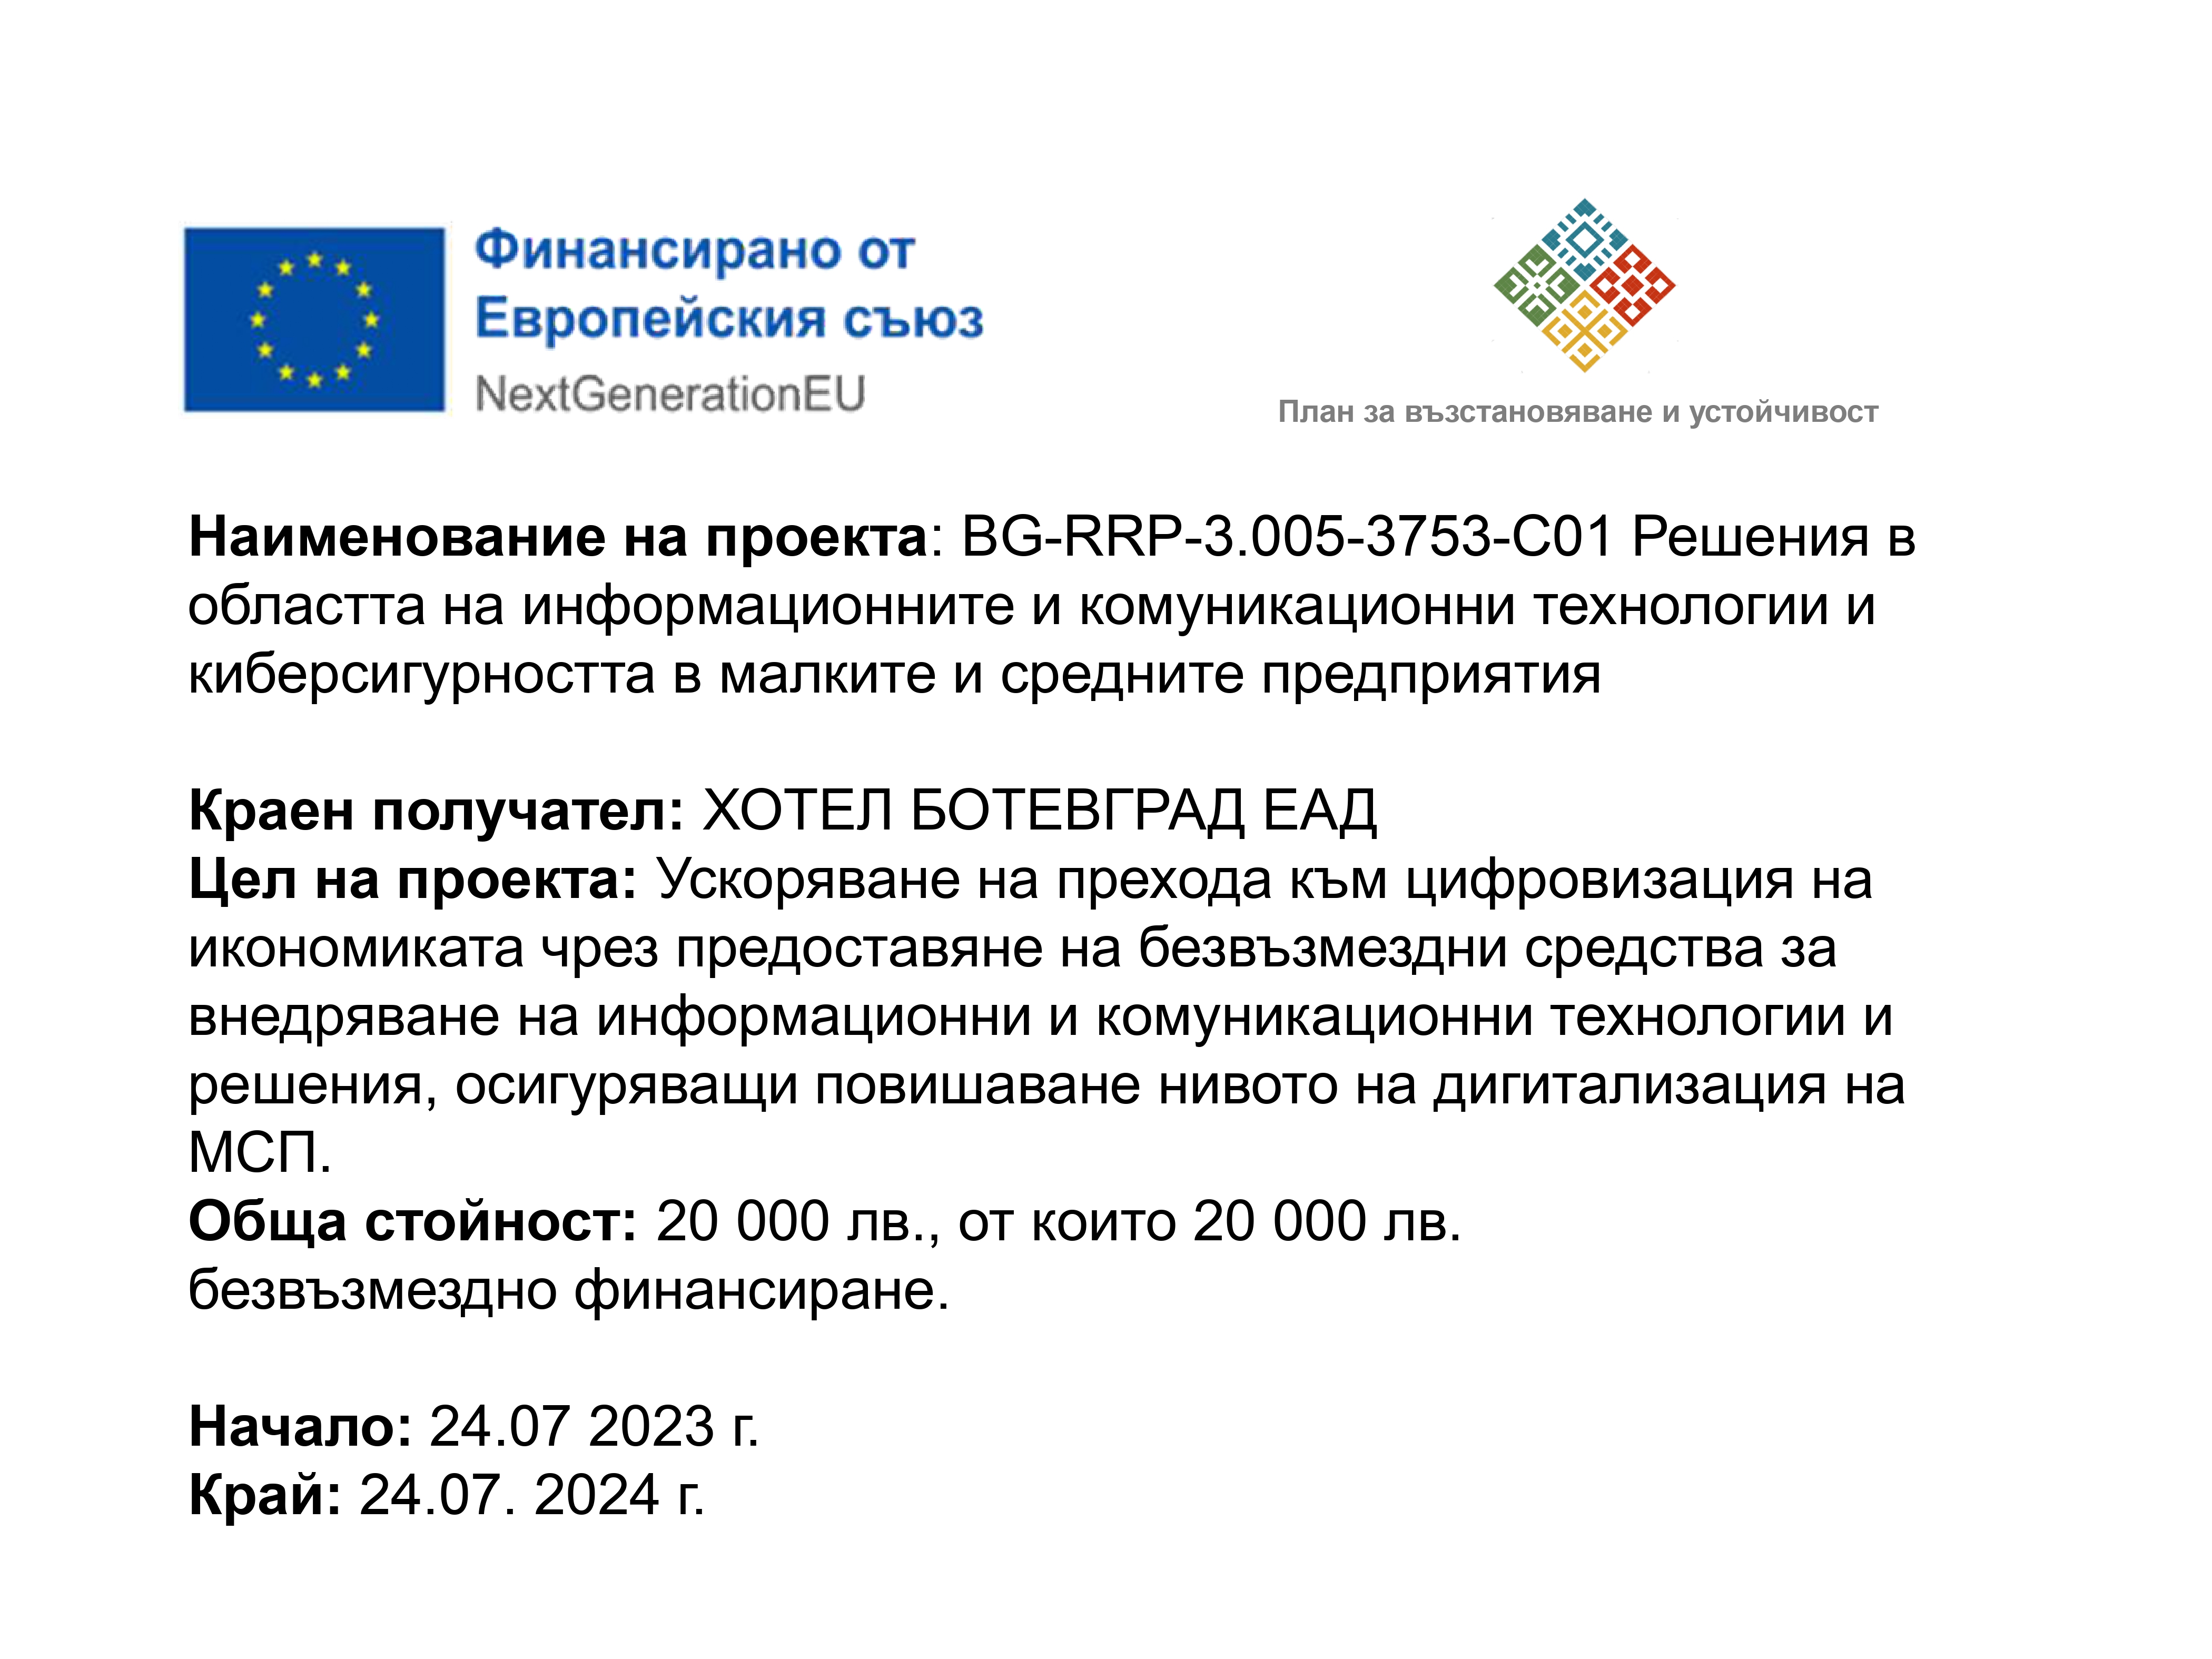 Финансирано от
Европейския съюз
NextGenerationEU
План за възстановяване и устойчивост
Наименование на проекта: BG-RRP-3.005-3753-C01 Решения в
областта на информационните и комуникационни технологии и
киберсигурността в малките и средните предприятия
Краен получател: ХОТЕЛ БОТЕВГРАД ЕАД
Цел на проекта: Ускоряване на прехода към цифровизация на
икономиката чрез предоставяне на безвъзмездни средства за
внедряване на информационни и комуникационни технологии и
решения, осигуряващи повишаване нивото на дигитализация на
МСП.
Обща стойност: 20 000 лв., от които 20 000 лв.
безвъзмездно финансиране.
Начало: 24.07 2023 г.
Край: 24.07. 2024 г.